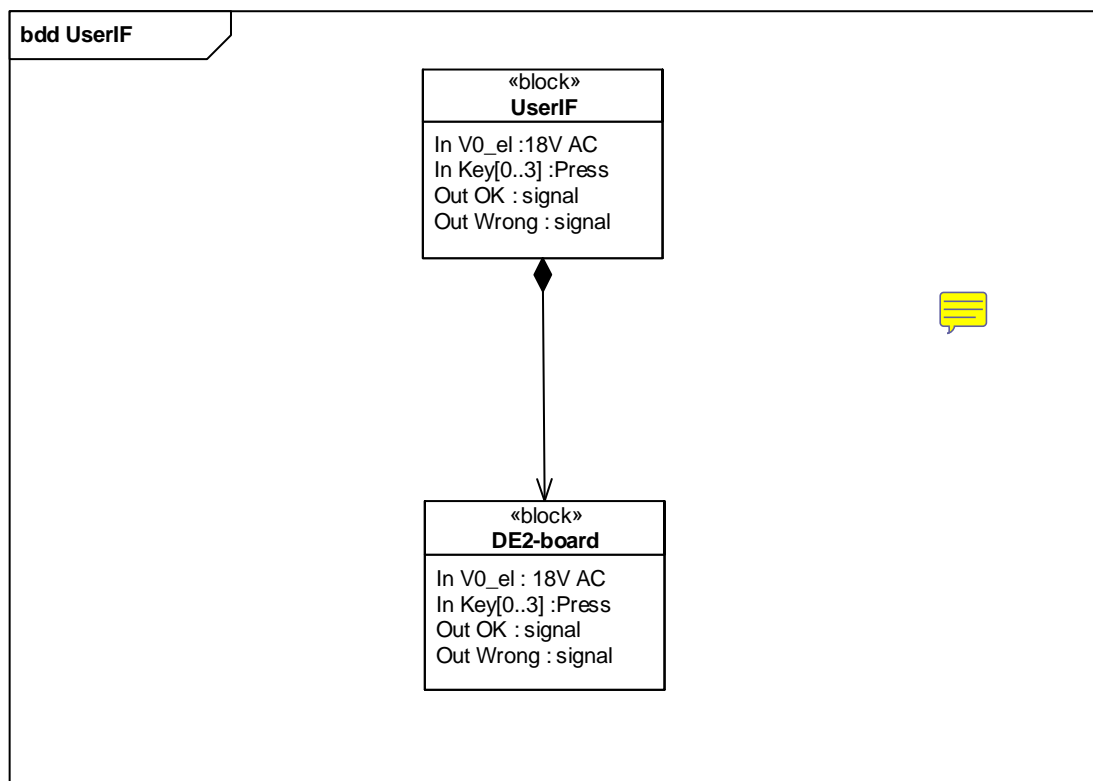 bdd UserIF
«block»
UserIF
In V0_el :18V AC
In Key[0..3] :Press
Out OK : signal
Out Wrong : signal
«block»
DE2-board
In V0_el : 18V AC
In Key[0..3] :Press
Out OK : signal
Out Wrong : signal